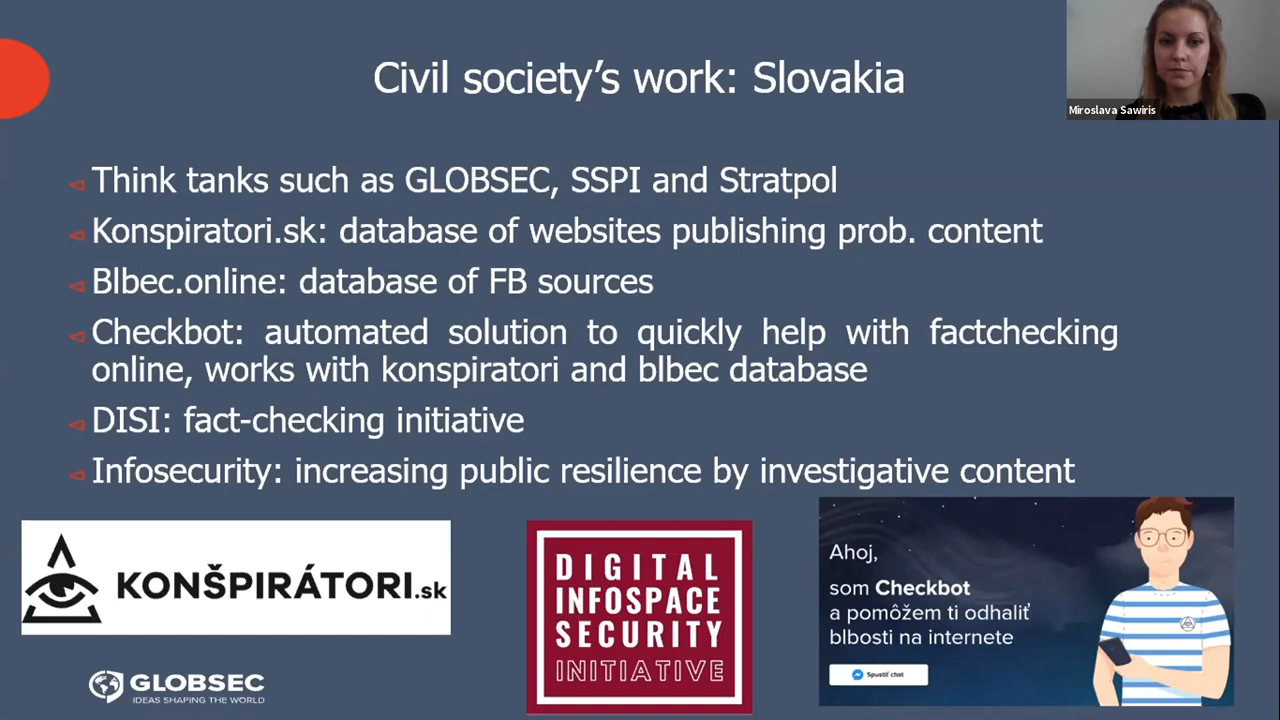 Civil society’s work: Slovakia
Miroslava Sawiris
Think tanks such as GLOBSEC, SSPI and Stratpol
Konspiratori.sk: database of websites publishing prob. content
Blbec.online: database of FB sources
Checkbot: automated solution to quickly help with factchecking
online, works with konspiratori and blbec database
DISI: fact-checking initiative
Infosecurity: increasing public resilience by investigative content
KONŠPIRÁTORI.sk
DIGITAL
INFOSPACE
SECURITY
INITIATIVE
Ahoj,
som Checkbot
a pomôžem ti odhaliť
blbosti na internete
Spustiť chat
GLOBSEC
IDEAS SHAPING THE WORLD